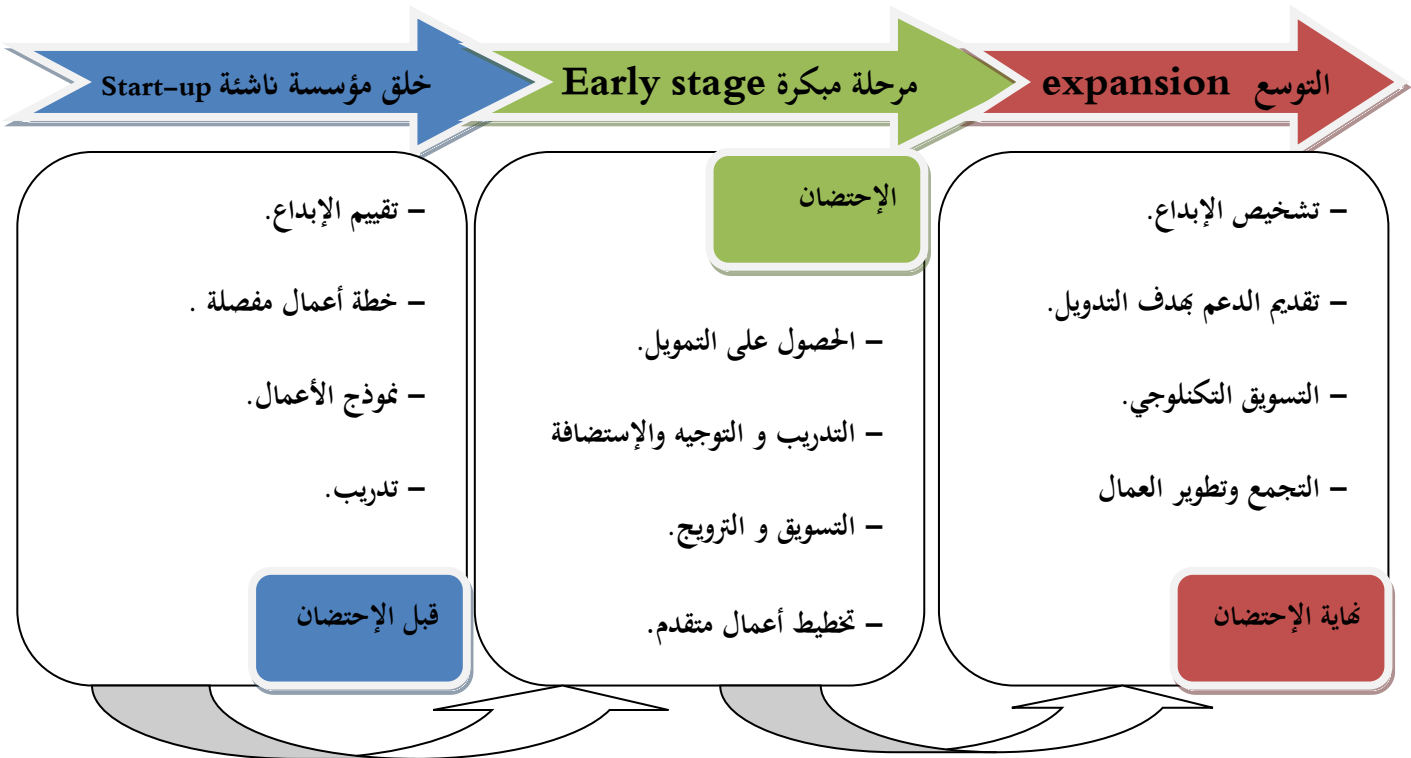 خلق مؤسسة ناشئة Start-up
مرحلة مبكرة Early stage
التوسع expansion
– تقييم الإبداع.
– خطة أعمال مفصلة .
– نموذج الأعمال.
– تدريب.
قبل الإحتضان
الإحتضان
– الحصول على التمويل.
– التدريب و التوجيه والإستضافة
– التسويق و الترويج.
– تخطيط أعمال متقدم.
– تشخيص الإبداع.
– تقديم الدعم بهدف التدويل.
– التسويق التكنلوجي.
– التجمع وتطوير العمال
نهاية الإحتضان